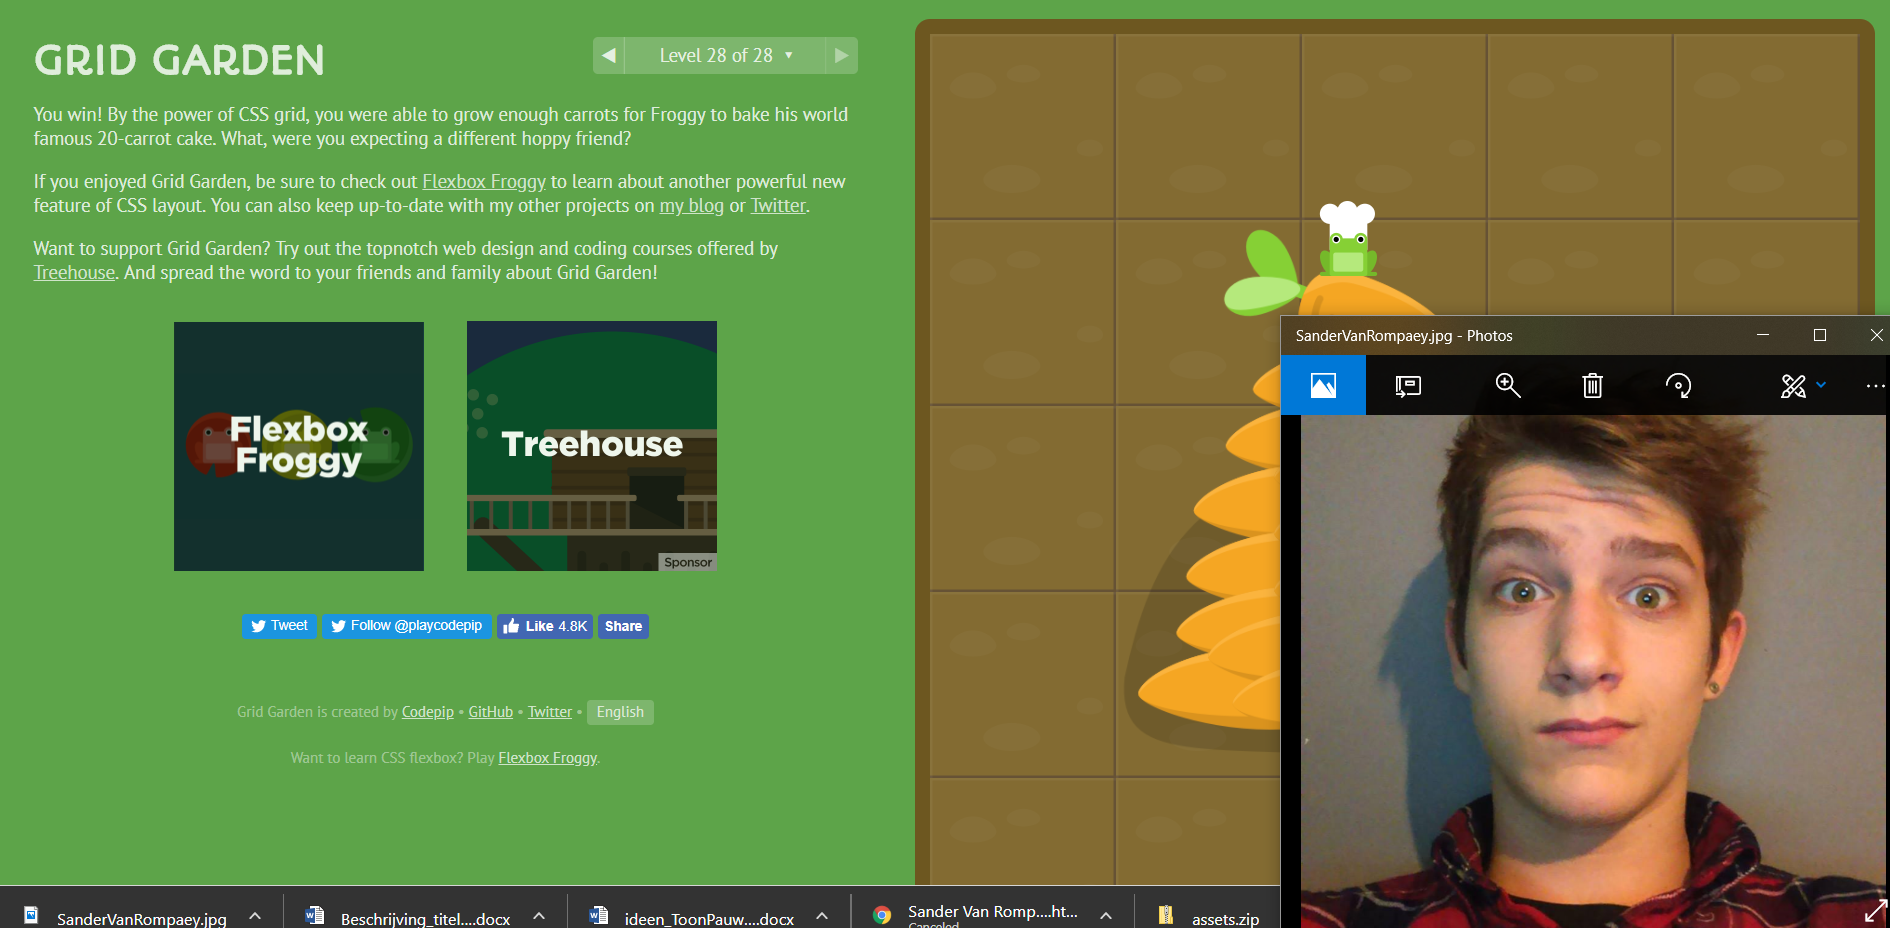 GRID GARDEN
Level 28 of 28
You win! By the power of CSS grid, you were able to grow enough carrots for Froggy to bake his world
famous 20-carrot cake. What, were you expecting a different hoppy friend?
If you enjoyed Grid Garden, be sure to check out Flexbox Froggy to learn about another powerful new
feature of CSS layout. You can also keep up-to-date with my other projects on my blog or Twitter.
Want to support Grid Garden? Try out the topnotch web design and coding courses offered by
Treehouse. And spread the word to your friends and family about Grid Garden!
Flexbox
Froggy
Treehouse
Sponsor
Tweet
Follow @playcodepip
Like 4.8K
Share
Grid Garden is created by Codepip • GitHub • Twitter • English
Want to learn CSS flexbox? Play Flexbox Froggy.
SanderVanRompaey.jpg - Photos
SanderVanRompaey.jpg
Beschrijving_titel....docx
ideen_ToonPauw....docx
Sander Van Romp....ht...
Canceled
assets.zip